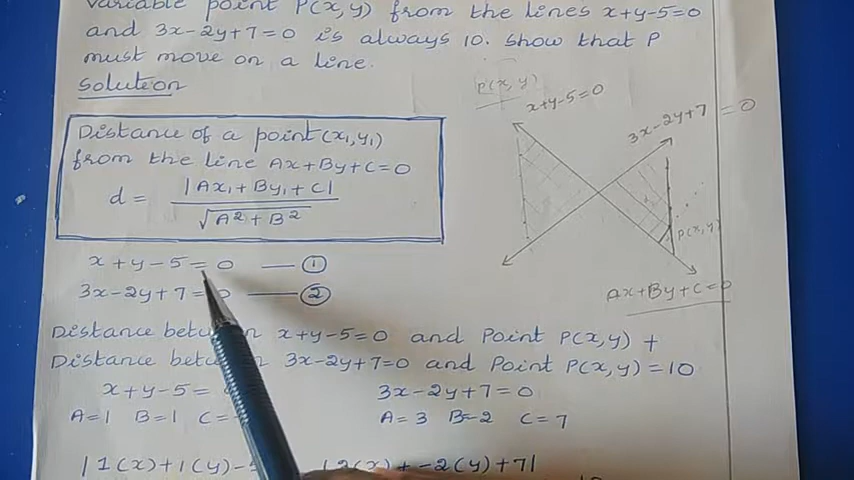 variable point P(x,y) from the lines x+y-5=0
and 3x-2y+7=0 is always 10. Show that P
must move on a line.
Solution
P(x,y)
x+y-5=0
3x-2y+7=0
Distance of a point(x₁,y₁)
from the line Ax+By+C=0
d = |Ax₁+By₁+C| / √A²+B²
P(x,y)
Ax+By+C=0
x+y-5=0 — ①
3x-2y+7=0 — ②
Distance between x+y-5=0 and Point P(x,y) +
Distance between 3x-2y+7=0 and Point P(x,y)=10
x+y-5= 3x-2y+7=0
A=1 B=1 C= A=3 B=-2 C=7
|1(x)+1(y)- (x)+-2(y)+7|